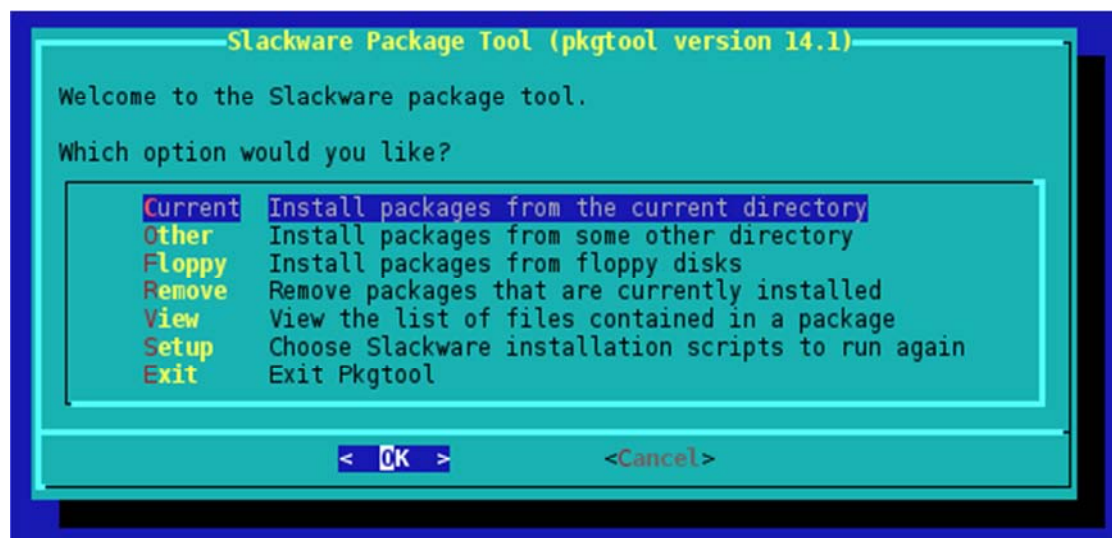 Slackware Package Tool (pkgtool version 14.1)
Welcome to the Slackware package tool.
Which option would you like?
Current Install packages from the current directory
Other Install packages from some other directory
Floppy Install packages from floppy disks
Remove Remove packages that are currently installed
View View the list of files contained in a package
Setup Choose Slackware installation scripts to run again
Exit Exit Pkgtool
< OK > <Cancel>